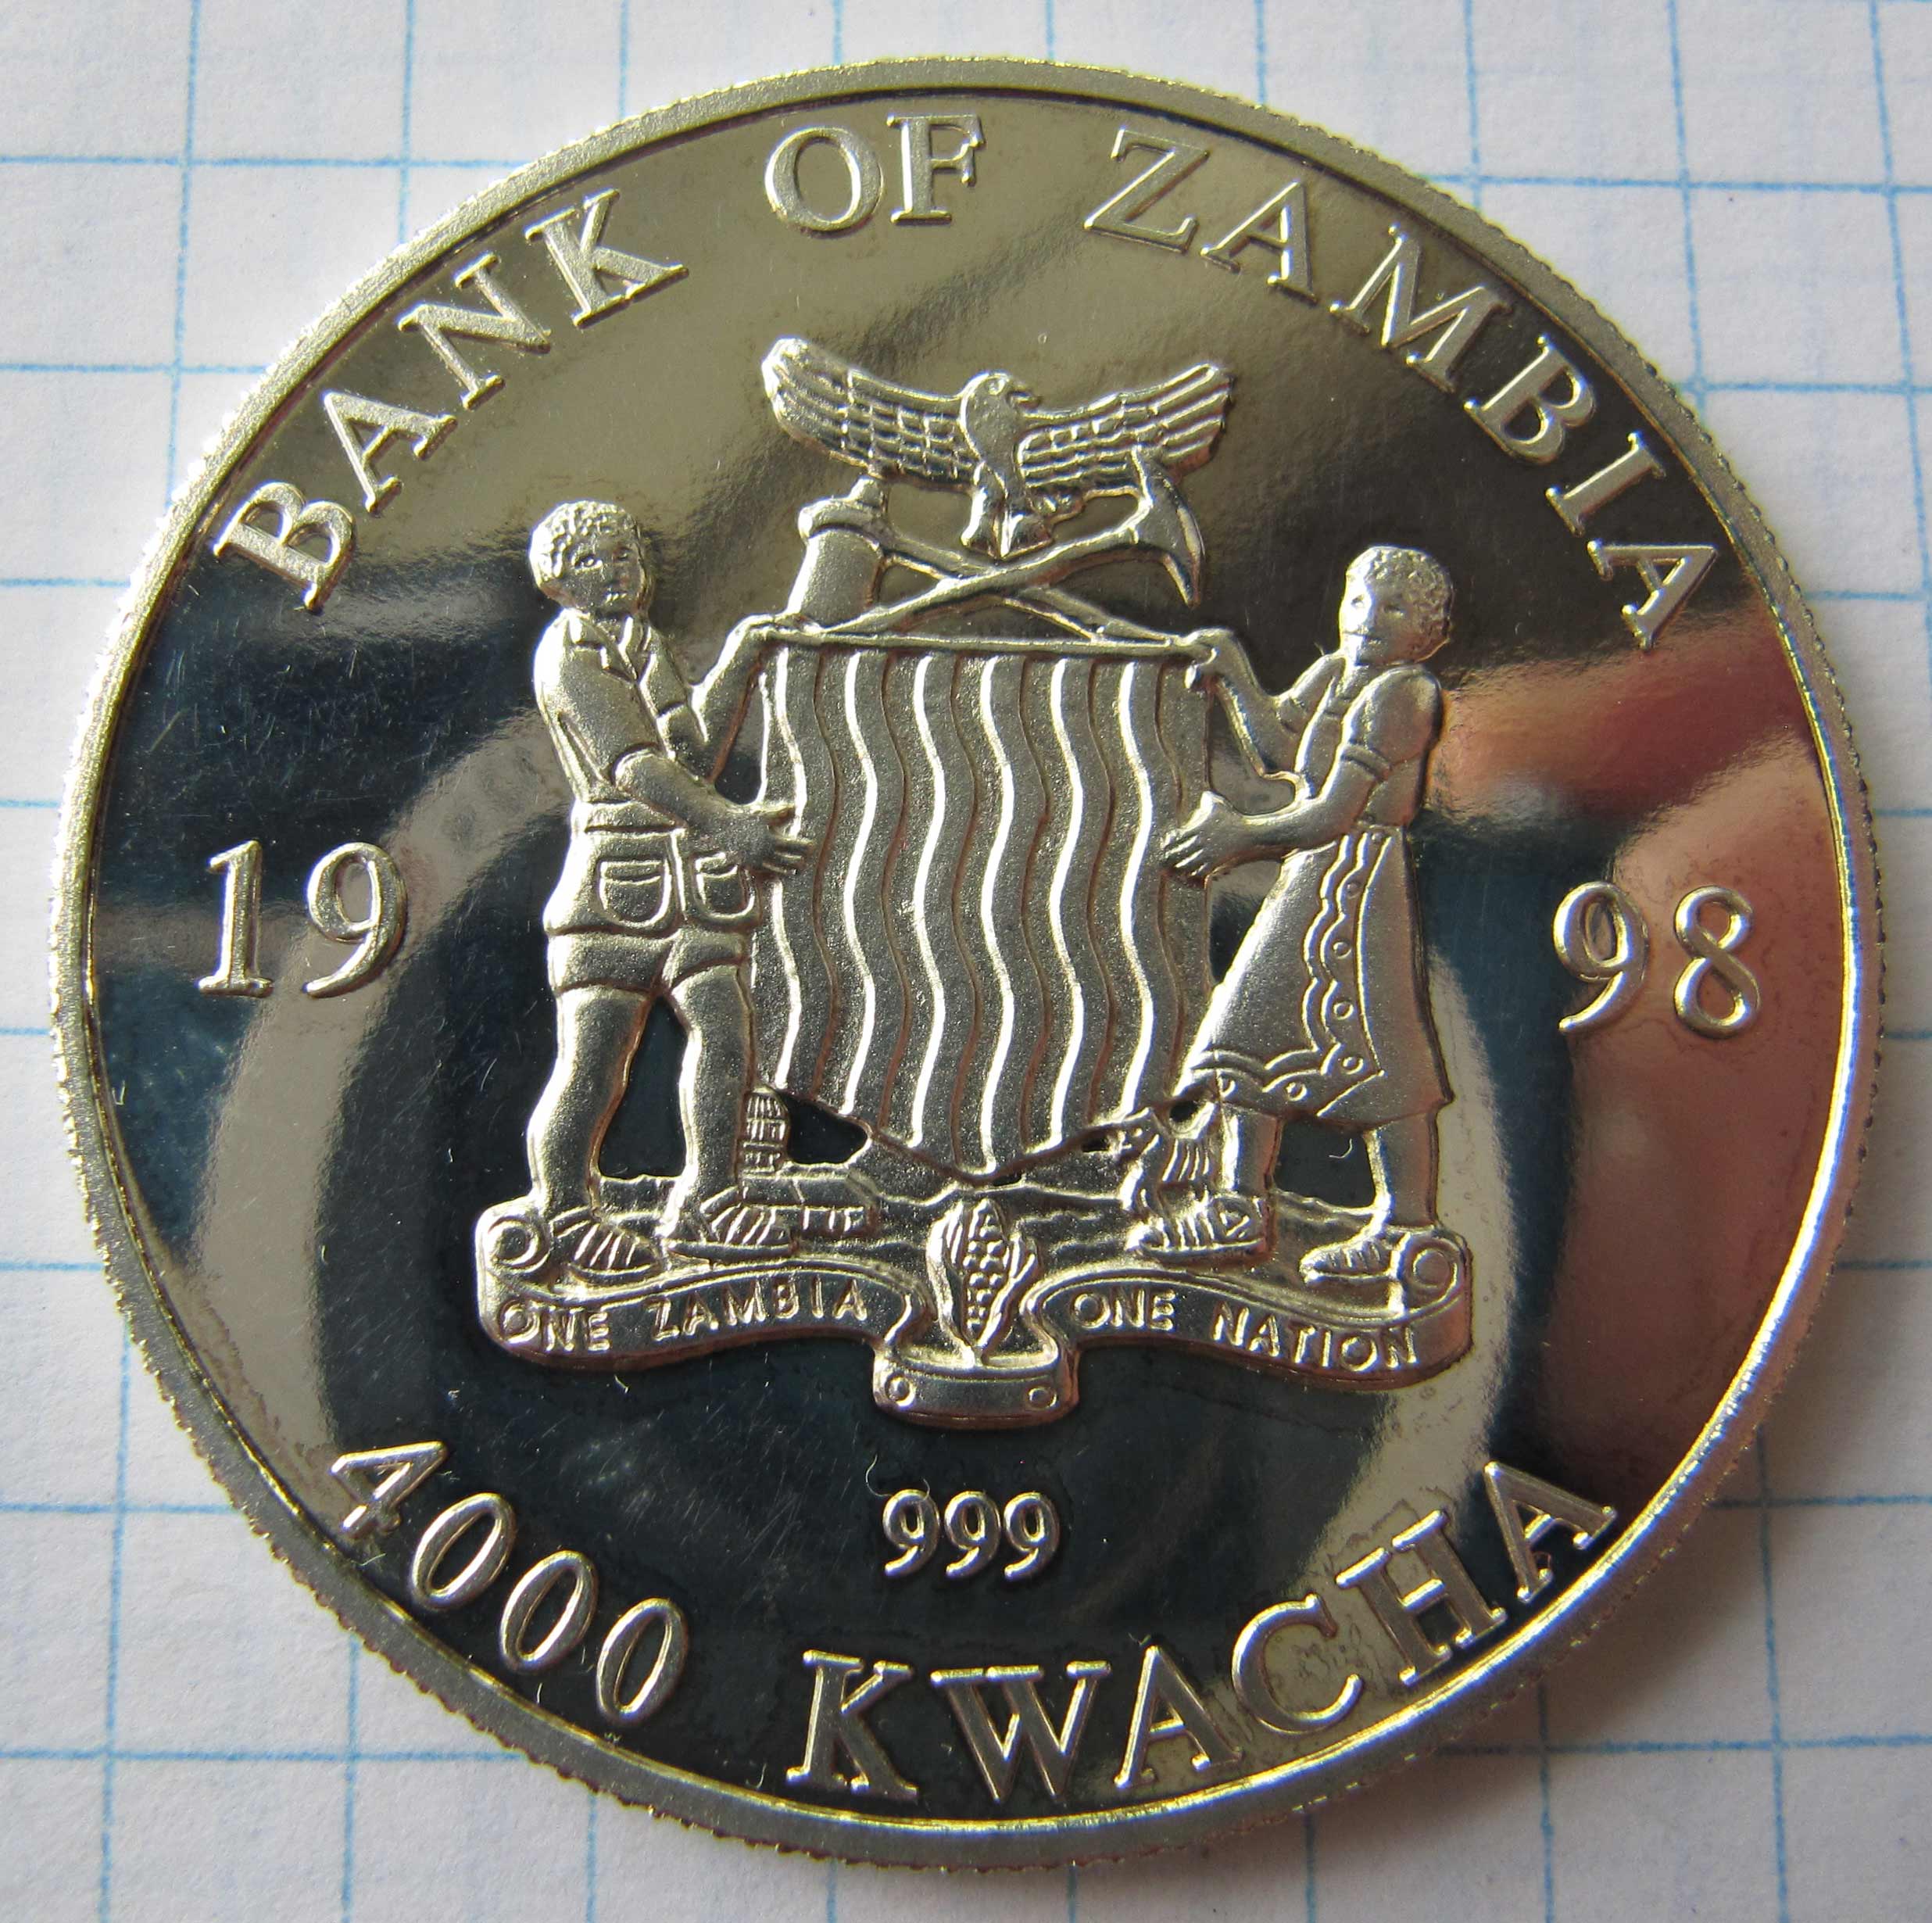 BANK OF ZAMBIA
19 98
ONE ZAMBIA ONE NATION
999
4000 KWACHA